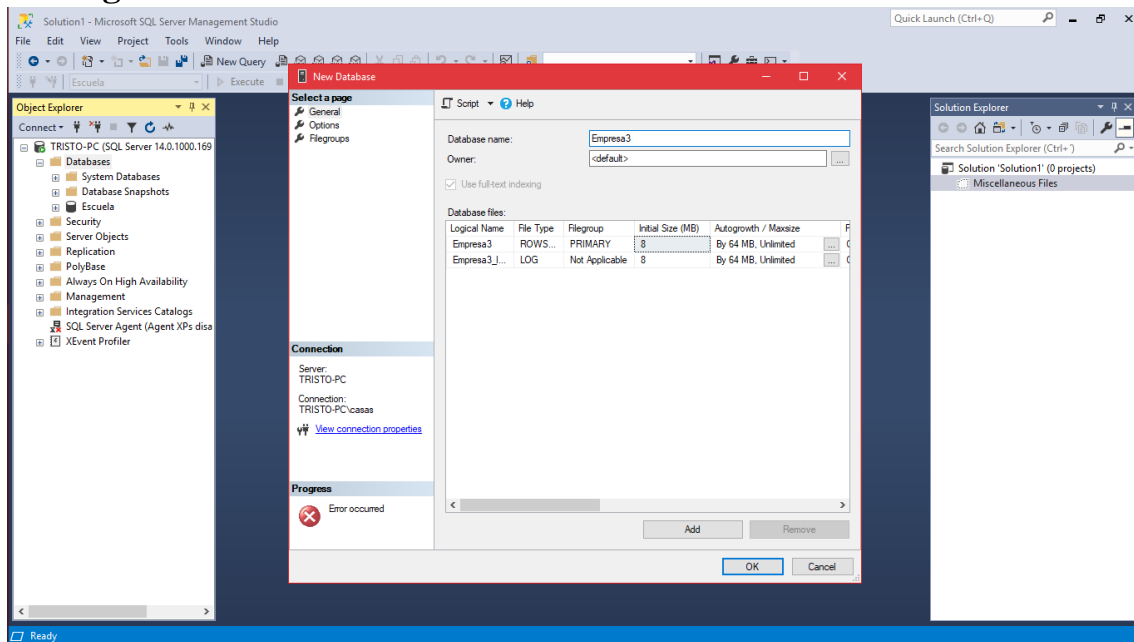 Solution1 - Microsoft SQL Server Management Studio
Quick Launch (Ctrl+Q)
File Edit View Project Tools Window Help
New Query
Escuela
Execute
Object Explorer
Connect
TRISTO-PC (SQL Server 14.0.1000.169
Databases
System Databases
Database Snapshots
Escuela
Security
Server Objects
Replication
PolyBase
Always On High Availability
Management
Integration Services Catalogs
SQL Server Agent (Agent XPs disa
XEvent Profiler
New Database
Select a page
General
Options
Filegroups
Connection
Server:
TRISTO-PC
Connection:
TRISTO-PC\casas
View connection properties
Progress
Error occurred
Script Help
Database name: Empresa3
Owner: <default> ...
Use full-text indexing
Database files:
Logical Name File Type Filegroup Initial Size (MB) Autogrowth / Maxsize
Empresa3 ROWS... PRIMARY 8 By 64 MB, Unlimited ...
Empresa3_l... LOG Not Applicable 8 By 64 MB, Unlimited ...
Add Remove
OK Cancel
Solution Explorer
Search Solution Explorer (Ctrl+´)
Solution 'Solution1' (0 projects)
Miscellaneous Files
Ready